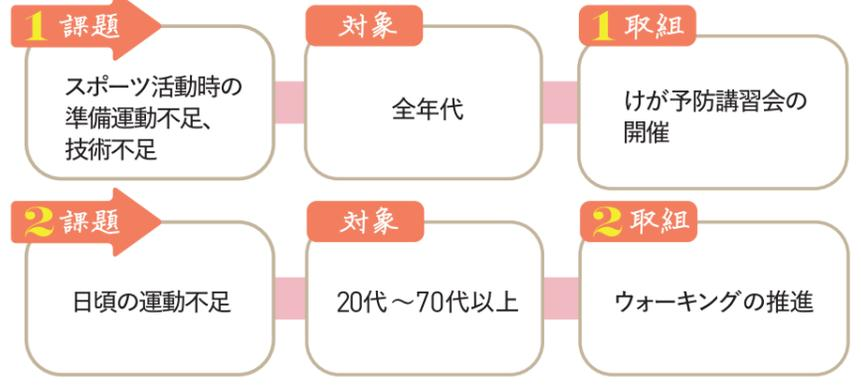 1 課題
スポーツ活動時の
準備運動不足、
技術不足
対象
全年代
1 取組
けが予防講習会の
開催
2 課題
日頃の運動不足
対象
20代～70代以上
2 取組
ウォーキングの推進